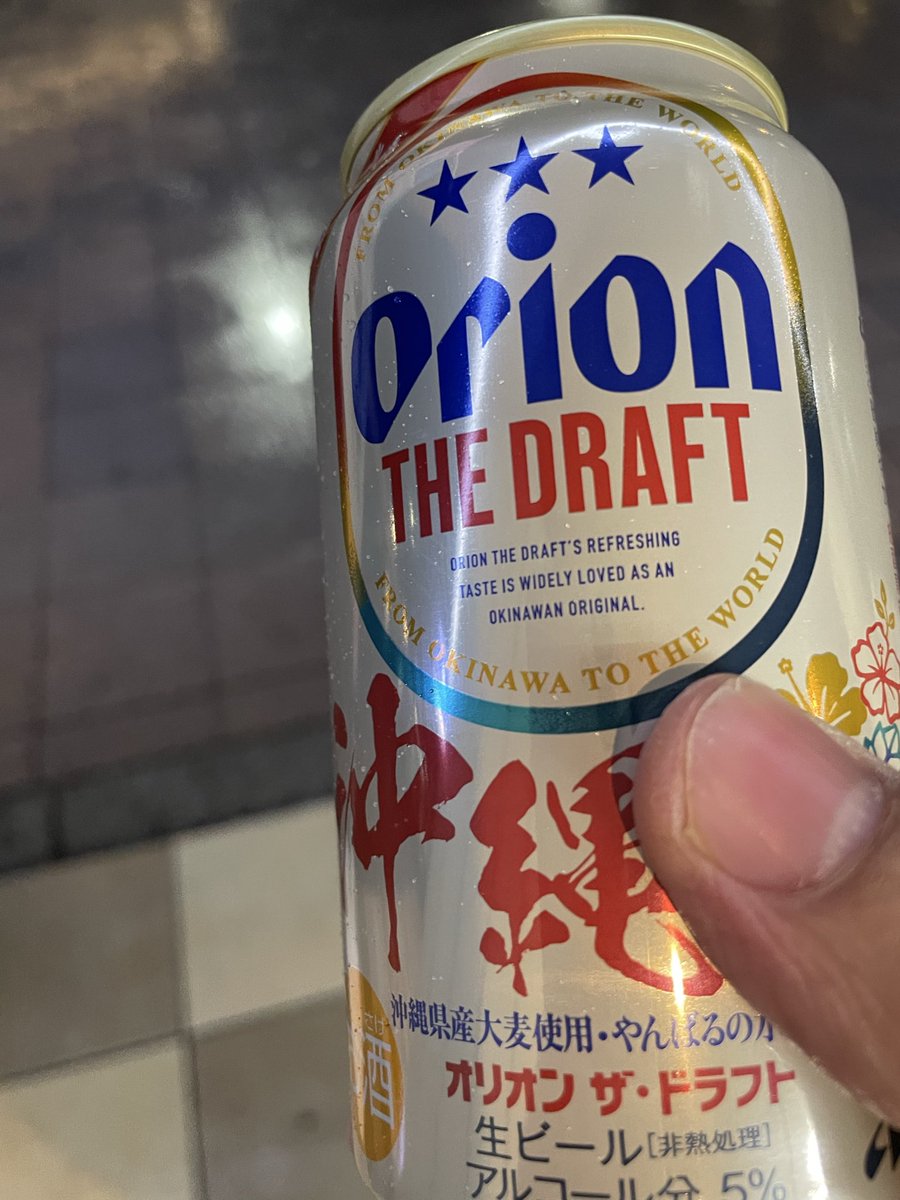 FROM OKINAWA TO THE WORLD
orion
THE DRAFT
ORION THE DRAFT'S REFRESHING
TASTE IS WIDELY LOVED AS AN
OKINAWAN ORIGINAL.
FROM OKINAWA TO THE WORLD
沖縄
沖縄県産大麦使用・やんばるの水
さけ
酒
オリオン ザ・ドラフト
生ビール[非熱処理]
アルコール分 5%